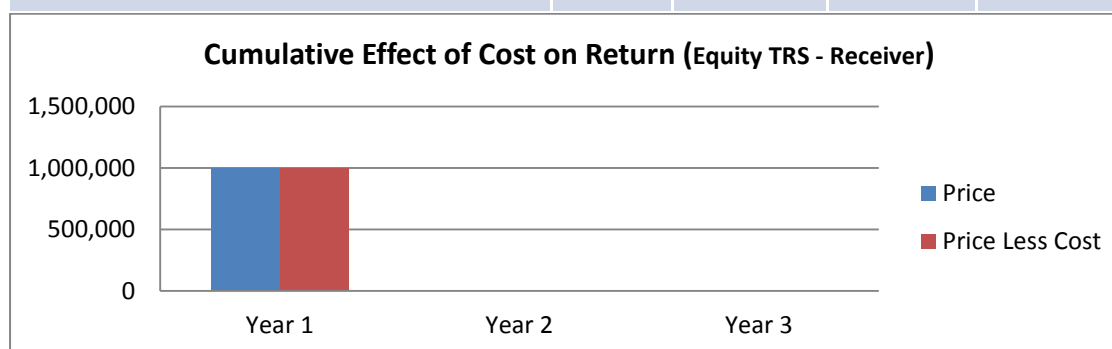 Cumulative Effect of Cost on Return (Equity TRS - Receiver)
1,500,000
1,000,000
500,000
0
Year 1 Year 2 Year 3
Price
Price Less Cost